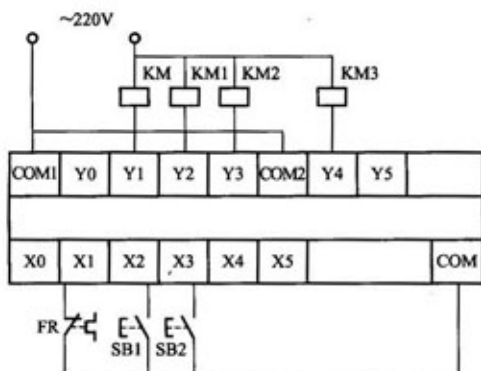 ~220V
KM KM1 KM2 KM3
COM1 Y0 Y1 Y2 Y3 COM2 Y4 Y5
X0 X1 X2 X3 X4 X5 COM
FR SB1 SB2